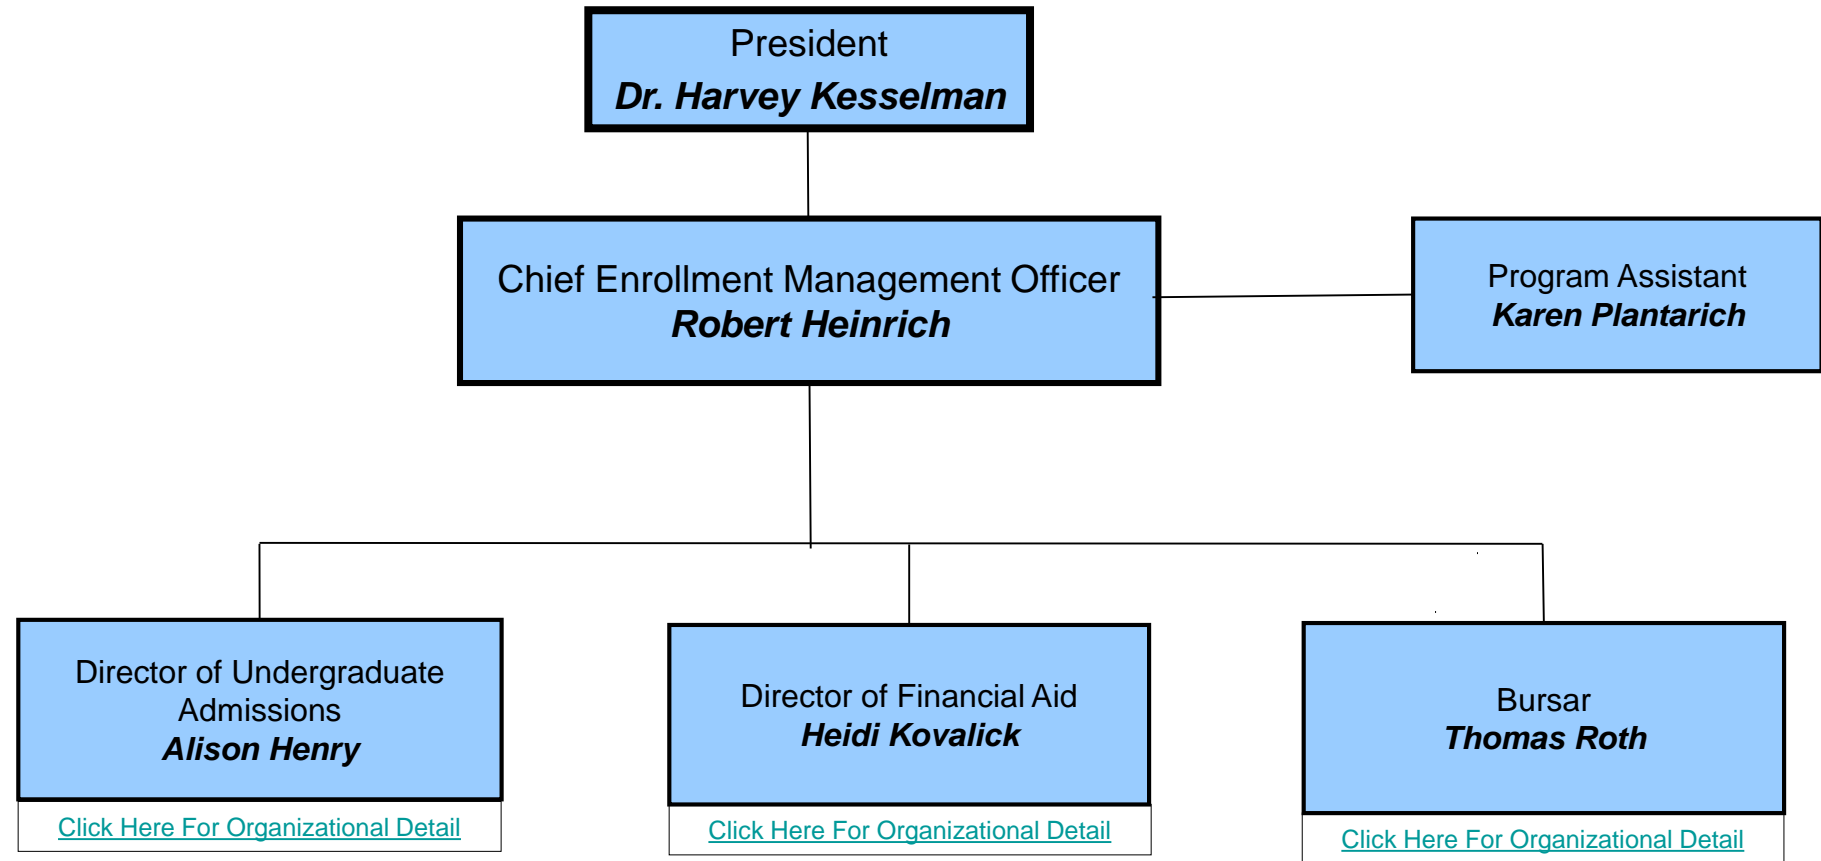 President
Dr. Harvey Kesselman
Chief Enrollment Management Officer
Robert Heinrich
Program Assistant
Karen Plantarich
Director of Undergraduate
Admissions
Alison Henry
Click Here For Organizational Detail
Director of Financial Aid
Heidi Kovalick
Click Here For Organizational Detail
Bursar
Thomas Roth
Click Here For Organizational Detail